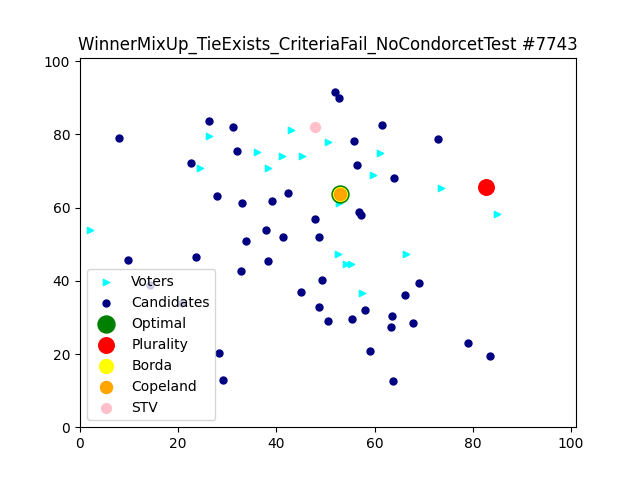 WinnerMixUp_TieExists_CriteriaFail_NoCondorcetTest #7743
100
80
60
40
20
0
Voters
Candidates
Optimal
Plurality
Borda
Copeland
STV
0 20 40 60 80 100